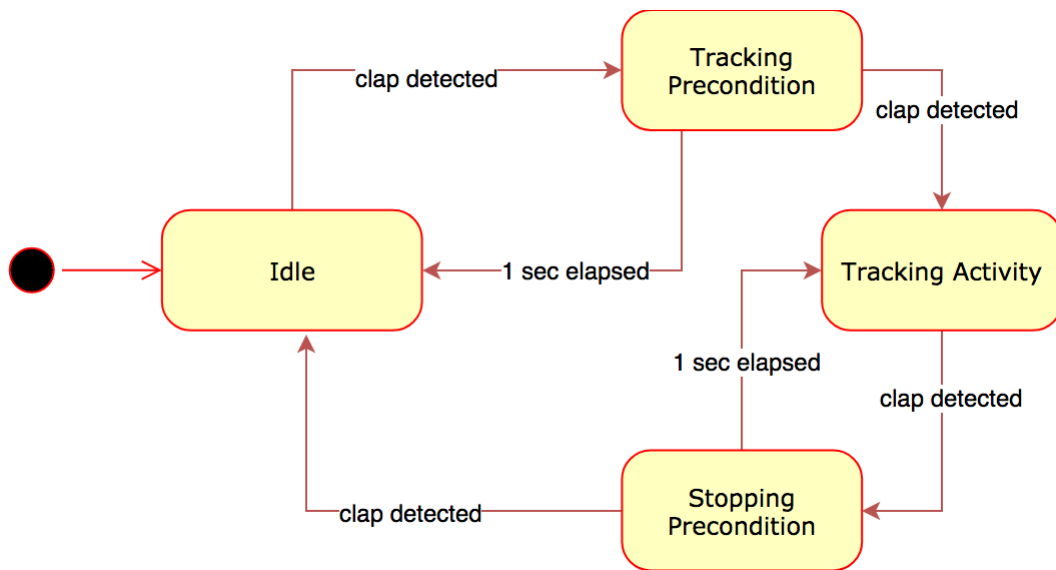 Tracking
Precondition
clap detected
clap detected
Idle
1 sec elapsed
Tracking Activity
1 sec elapsed
clap detected
Stopping
Precondition
clap detected